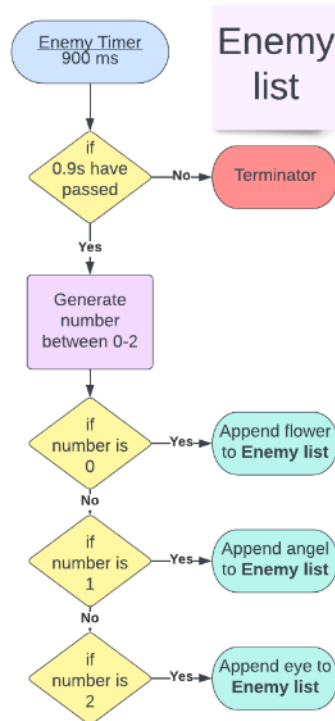 Enemy Timer
900 ms
Enemy
list
if
0.9s have
passed
No
Terminator
Yes
Generate
number
between 0-2
if
number is
0
Yes
Append flower
to Enemy list
No
if
number is
1
Yes
Append angel
to Enemy list
No
if
number is
2
Yes
Append eye to
Enemy list